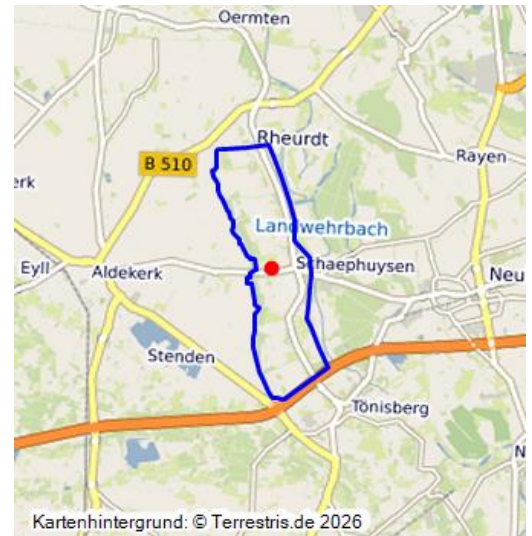 Oermten
Rheurdt
B 510
Rayen
erk
Landwehrbach
Eyll
Aldekerk
Schaephuysen
Neu
Stenden
Tönisberg
N
Kartenhintergrund: © Terrestris.de 2026